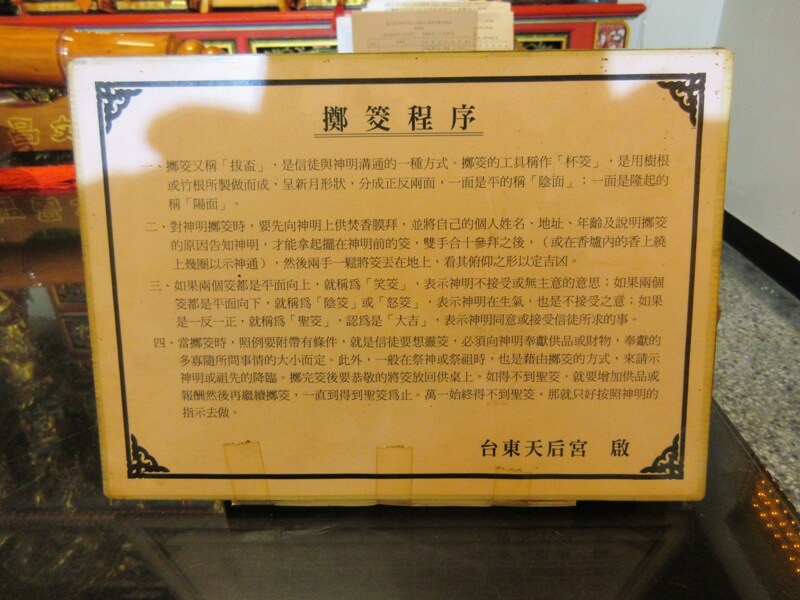 擲筊程序
一、擲筊又稱「拔盃」，是信徒與神明溝通的一種方式。擲筊的工具稱作「杯筊」，是用樹根
或竹根所製做而成，呈新月形狀，分成正反兩面，一面是平的稱「陰面」；一面是隆起的
稱「陽面」。
二、對神明擲筊時，要先向神明上供焚香膜拜，並將自己的個人姓名、地址、年齡及說明擲筊
的原因告知神明，才能拿起擺在神明前的筊，雙手合十參拜之後，（或在香爐內的香上繞
上幾圈以示神通），然後兩手一鬆將筊丟在地上，看其俯仰之形以定吉凶。
三、如果兩個筊都是平面向上，就稱爲「笑筊」，表示神明不接受或無主意的意思；如果兩個
筊都是平面向下，就稱爲「陰筊」或「怒筊」，表示神明在生氣，也是不接受之意；如果
是一反一正，就稱爲「聖筊」，認爲是「大吉」，表示神明同意或接受信徒所求的事。
四、當擲筊時，照例要附帶有條件，就是信徒要想靈筊，必須向神明奉獻供品或財物，奉獻的
多寡隨所問事情的大小而定。此外，一般在祭神或祭祖時，也是藉由擲筊的方式，來請示
神明或祖先的降臨。擲完筊後要恭敬的將筊放回供桌上。如得不到聖筊，就要增加供品或
報酬然後再繼續擲筊，一直到得到聖筊爲止。萬一始終得不到聖筊，那就只好按照神明的
指示去做。
台東天后宮　啟